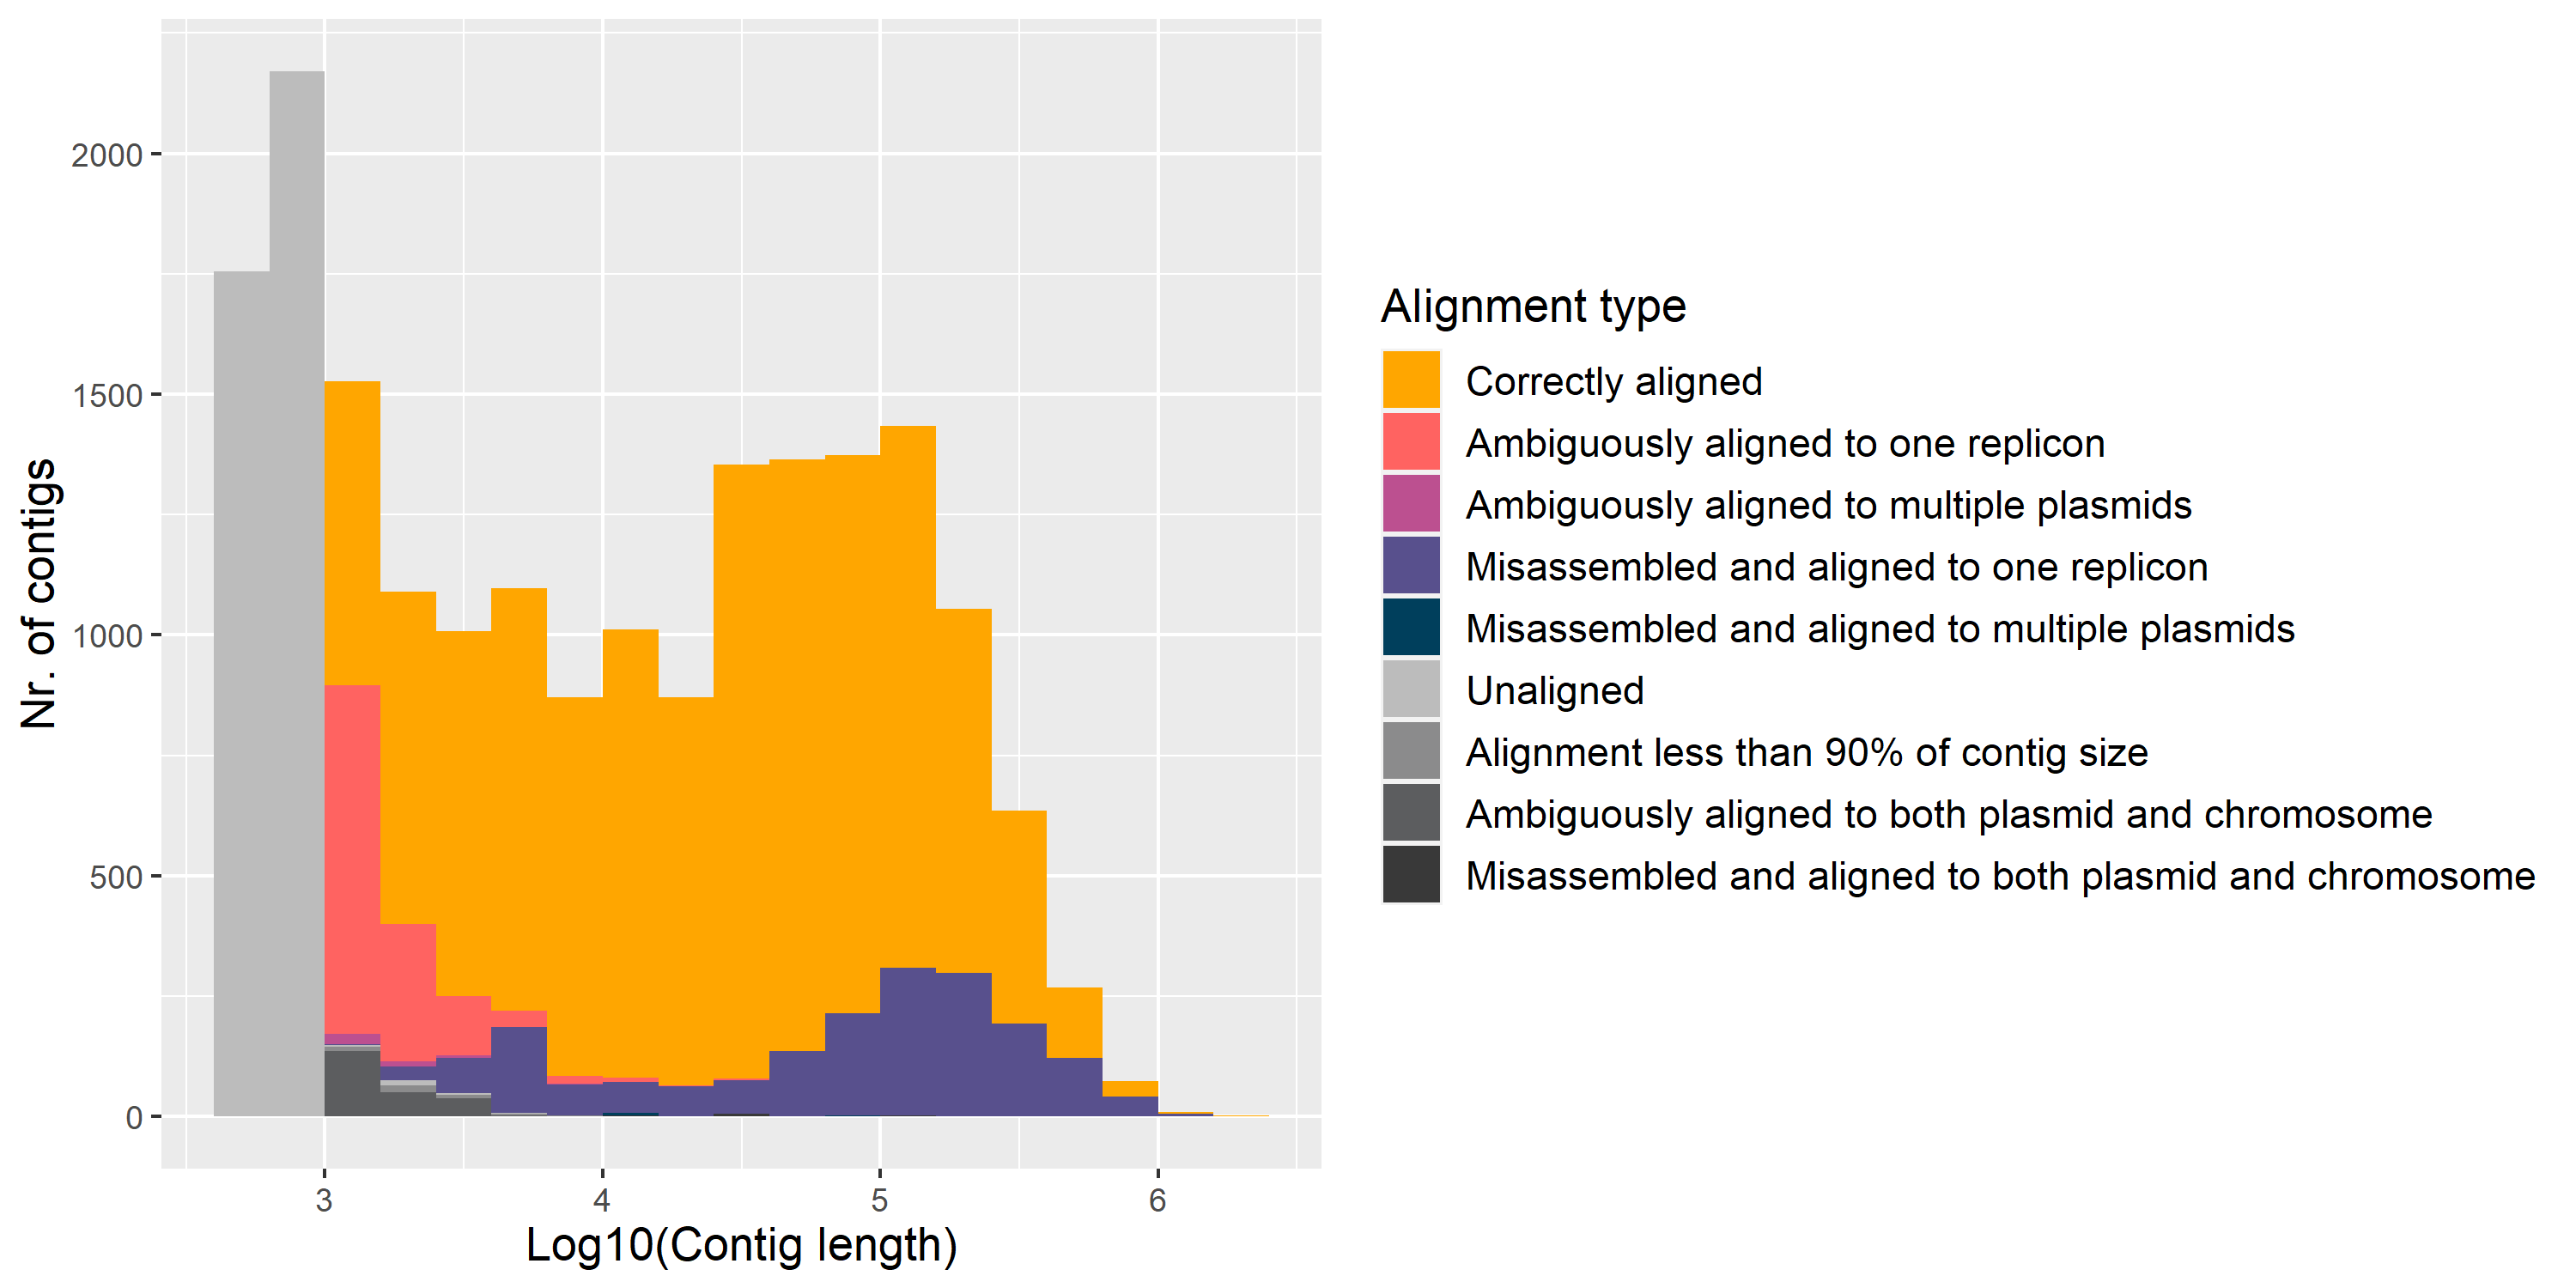 2000
1500
1000
500
0
Nr. of contigs
3 4 5 6
Log10(Contig length)
Alignment type
Correctly aligned
Ambiguously aligned to one replicon
Ambiguously aligned to multiple plasmids
Misassembled and aligned to one replicon
Misassembled and aligned to multiple plasmids
Unaligned
Alignment less than 90% of contig size
Ambiguously aligned to both plasmid and chromosome
Misassembled and aligned to both plasmid and chromosome